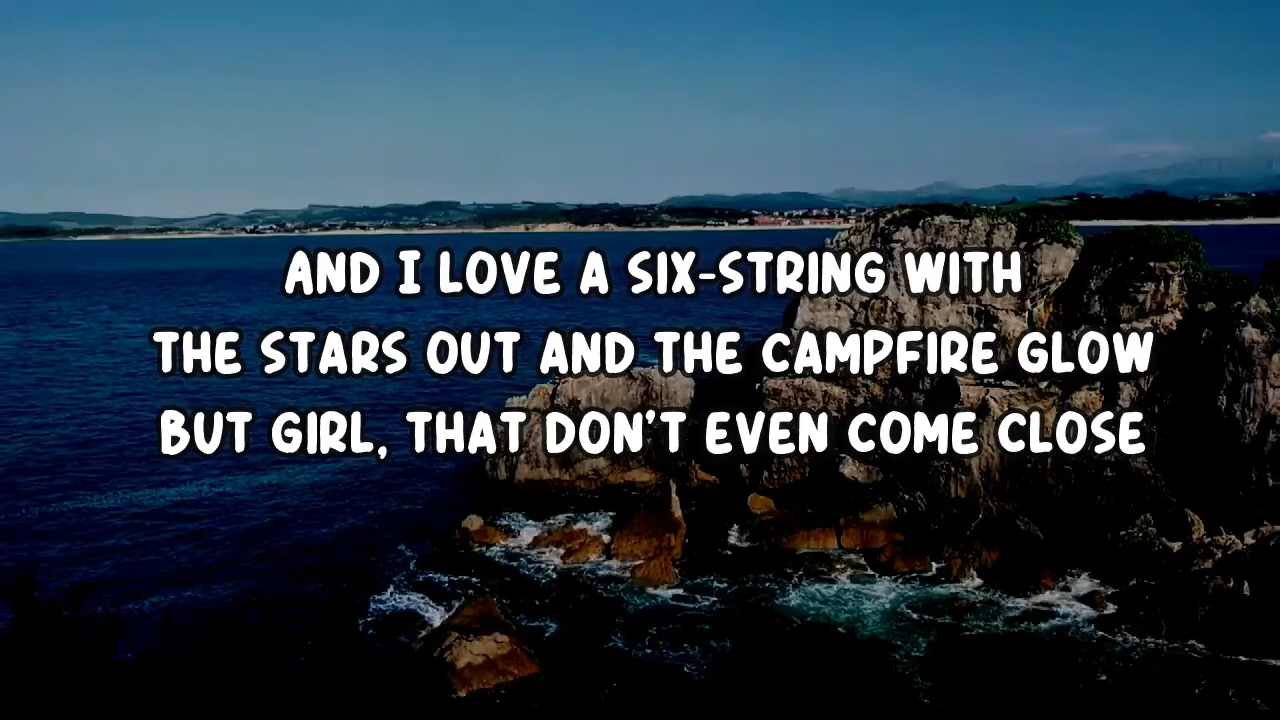 AND I LOVE A SIX-STRING WITH
THE STARS OUT AND THE CAMPFIRE GLOW
BUT GIRL, THAT DON'T EVEN COME CLOSE